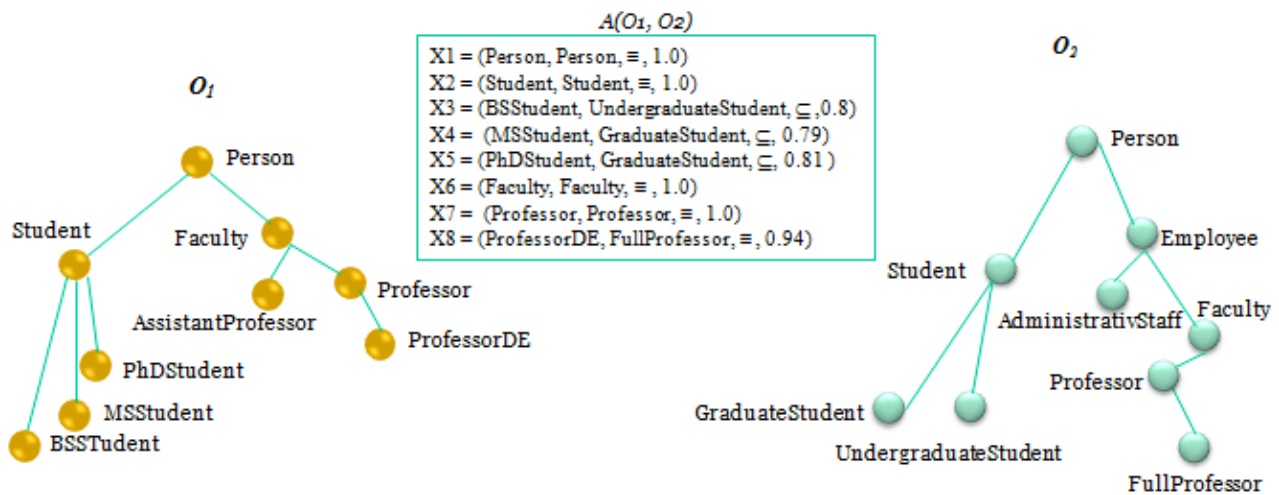 A(O1, O2)
X1 = (Person, Person, ≡, 1.0)
X2 = (Student, Student, ≡, 1.0)
X3 = (BSStudent, UndergraduateStudent, ⊆ ,0.8)
X4 = (MSStudent, GraduateStudent, ⊆, 0.79)
X5 = (PhDStudent, GraduateStudent, ⊆, 0.81 )
X6 = (Faculty, Faculty, ≡, 1.0)
X7 = (Professor, Professor, ≡, 1.0)
X8 = (ProfessorDE, FullProfessor, ≡, 0.94)
O1
Person
Student
Faculty
Professor
AssistantProfessor
ProfessorDE
PhDStudent
MSStudent
BSSTudent
O2
Person
Employee
Student
AdministrativStaff
Faculty
Professor
GraduateStudent
UndergraduateStudent
FullProfessor